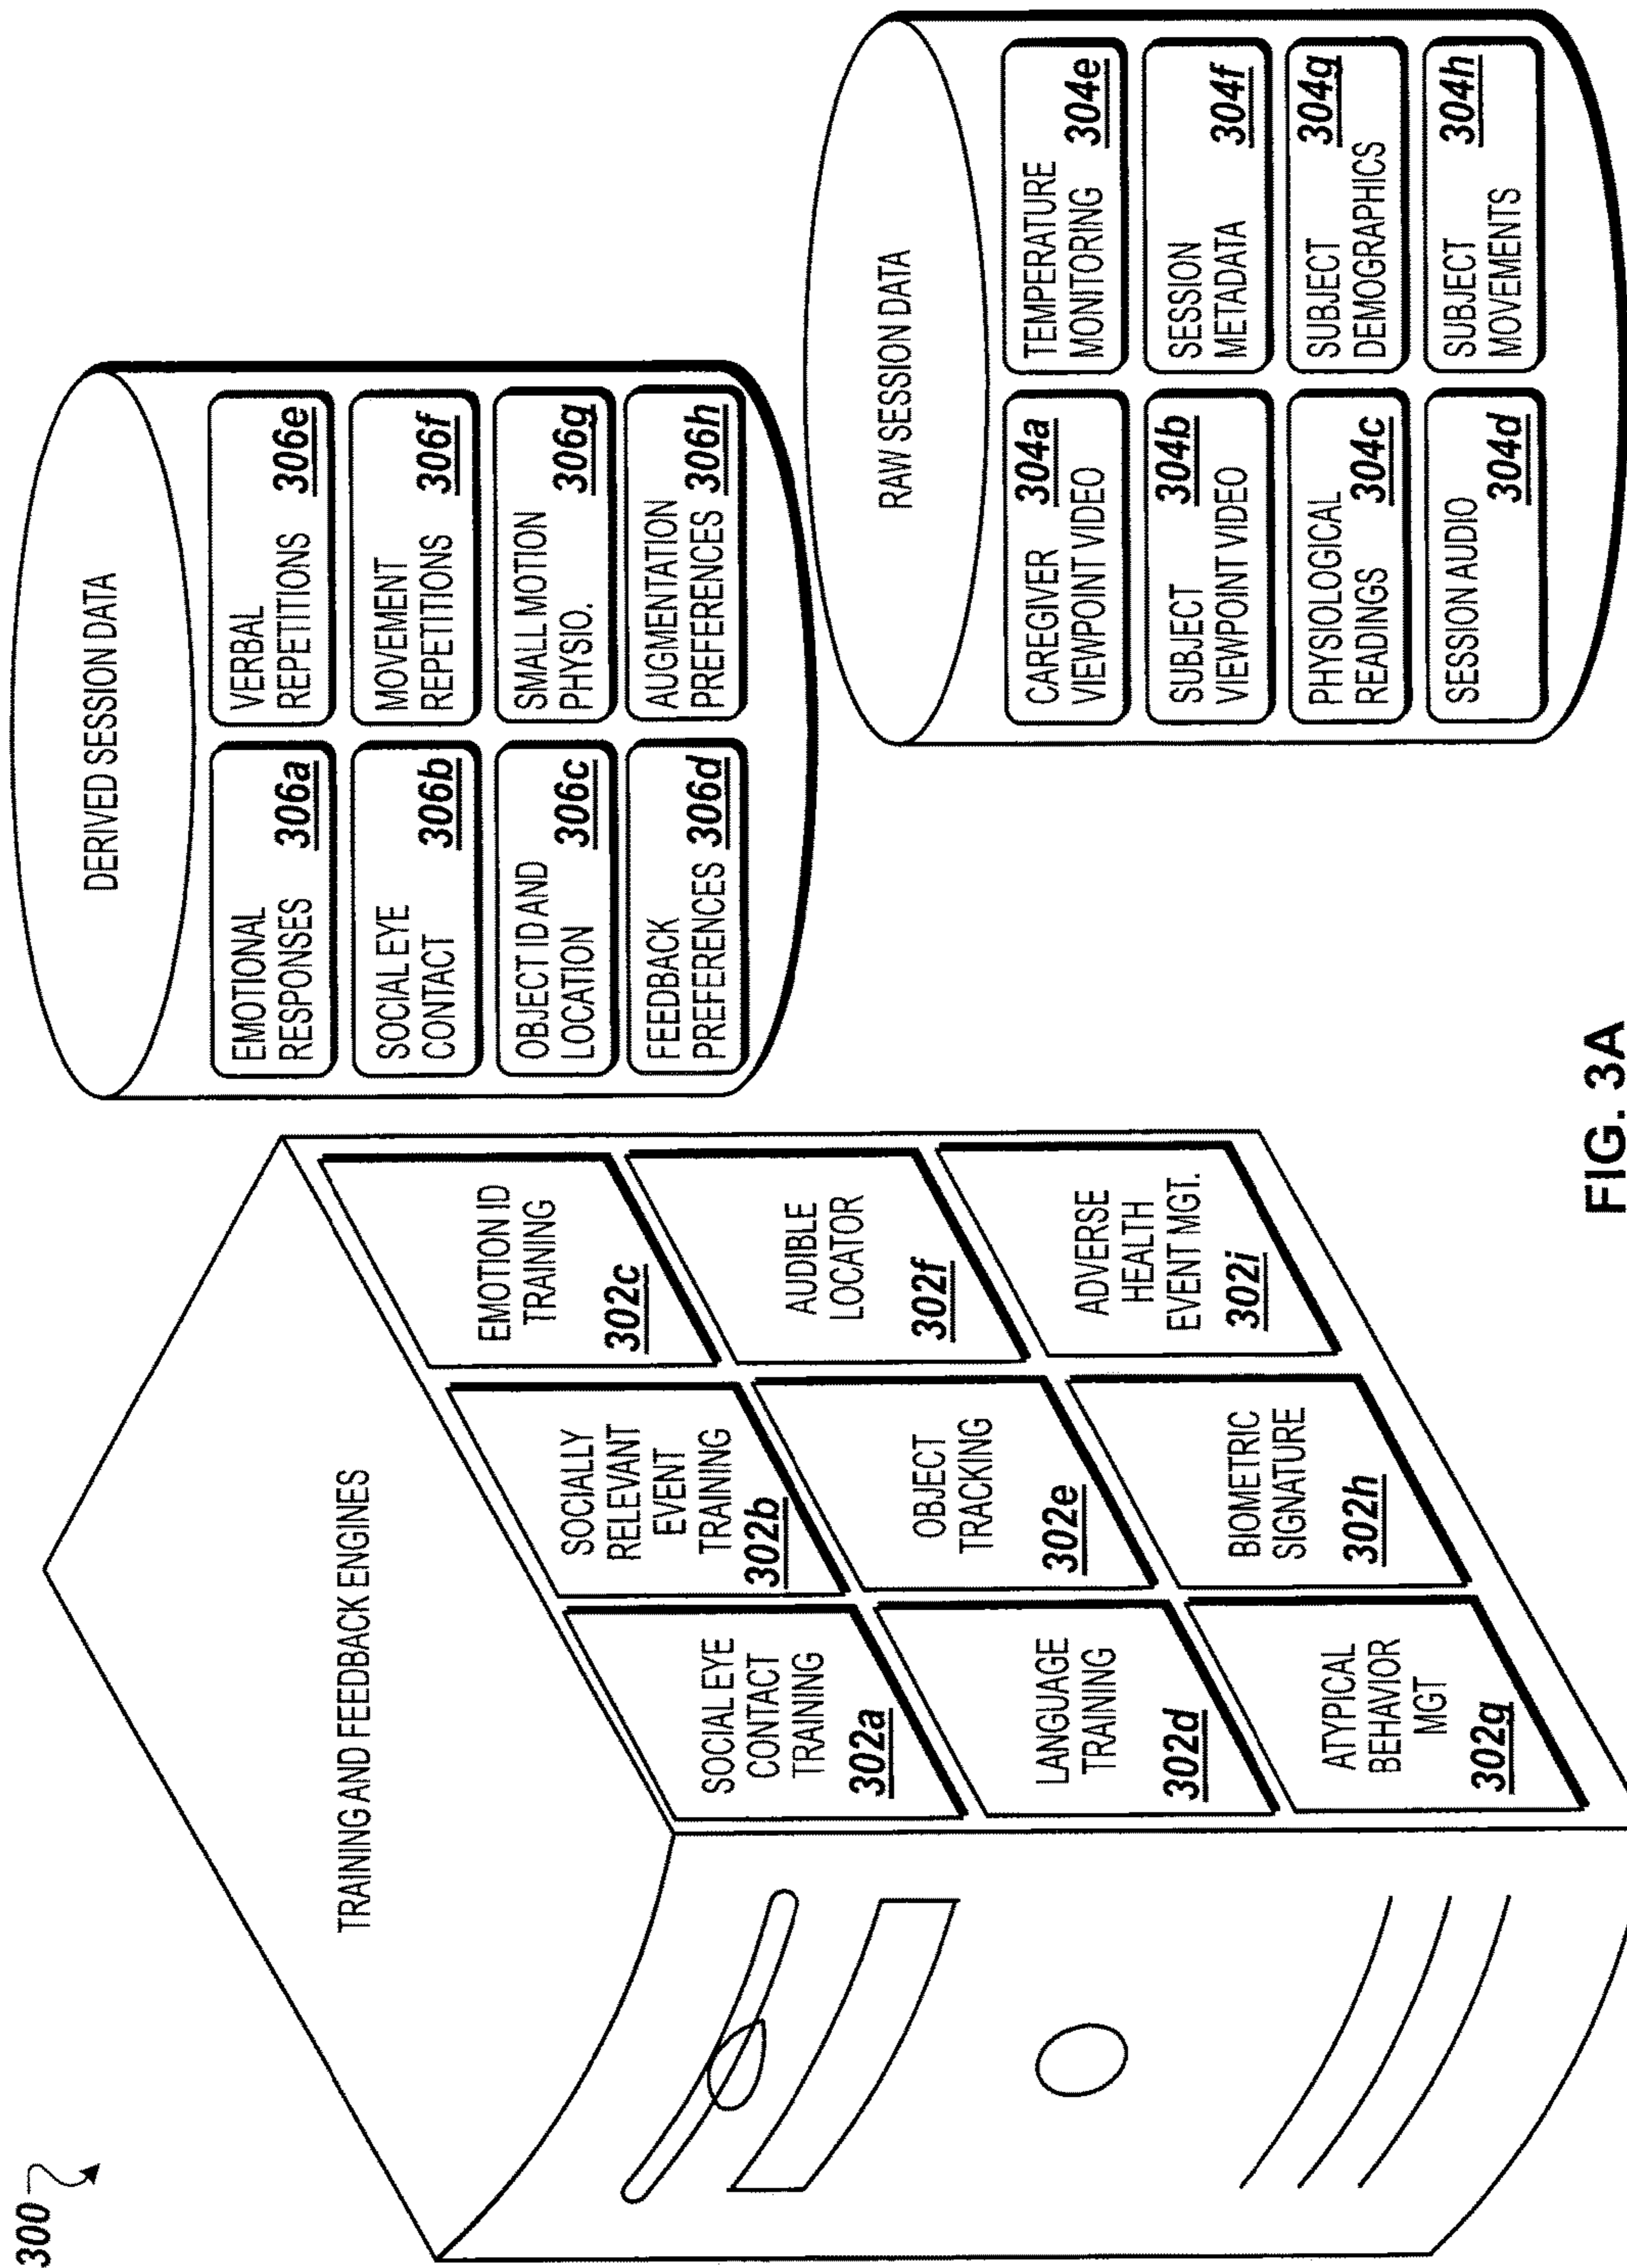 300
TRAINING AND FEEDBACK ENGINES
SOCIAL EYE
CONTACT
TRAINING
302a
SOCIALLY
RELEVANT
EVENT
TRAINING
302b
EMOTION ID
TRAINING
302c
LANGUAGE
TRAINING
302d
OBJECT
TRACKING
302e
AUDIBLE
LOCATOR
302f
ATYPICAL
BEHAVIOR
MGT
302g
BIOMETRIC
SIGNATURE
302h
ADVERSE
HEALTH
EVENT MGT.
302i
DERIVED SESSION DATA
EMOTIONAL
RESPONSES 306a
VERBAL
REPETITIONS 306e
SOCIAL EYE
CONTACT 306b
MOVEMENT
REPETITIONS 306f
OBJECT ID AND
LOCATION 306c
SMALL MOTION
PHYSIO. 306g
FEEDBACK
PREFERENCES 306d
AUGMENTATION
PREFERENCES 306h
RAW SESSION DATA
CAREGIVER 304a
VIEWPOINT VIDEO
TEMPERATURE
MONITORING 304e
SUBJECT 304b
VIEWPOINT VIDEO
SESSION
METADATA 304f
PHYSIOLOGICAL
READINGS 304c
SUBJECT 304g
DEMOGRAPHICS
SESSION AUDIO
304d
SUBJECT 304h
MOVEMENTS
FIG. 3A